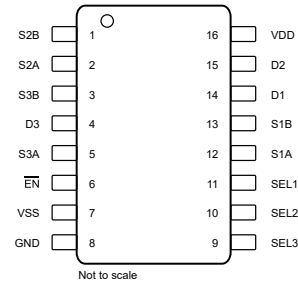 S2B 1 16 VDD
S2A 2 15 D2
S3B 3 14 D1
D3 4 13 S1B
S3A 5 12 S1A
EN 6 11 SEL1
VSS 7 10 SEL2
GND 8 9 SEL3
Not to scale